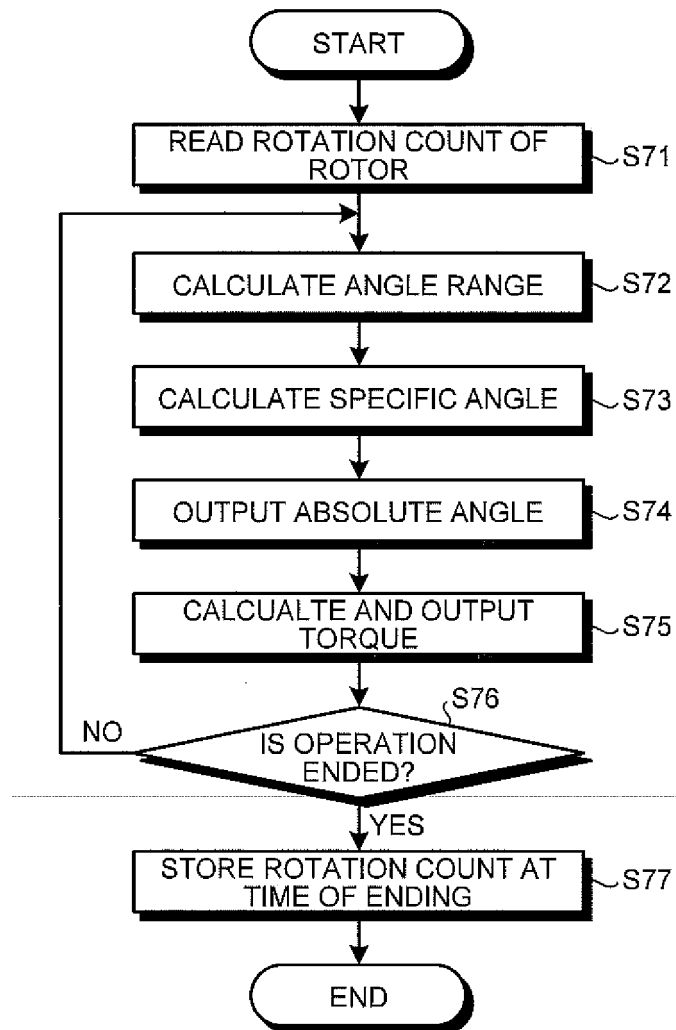 START
READ ROTATION COUNT OF
ROTOR
S71
CALCULATE ANGLE RANGE
S72
CALCULATE SPECIFIC ANGLE
S73
OUTPUT ABSOLUTE ANGLE
S74
CALCUALTE AND OUTPUT
TORQUE
S75
S76
NO
IS OPERATION
ENDED?
YES
STORE ROTATION COUNT AT
TIME OF ENDING
S77
END